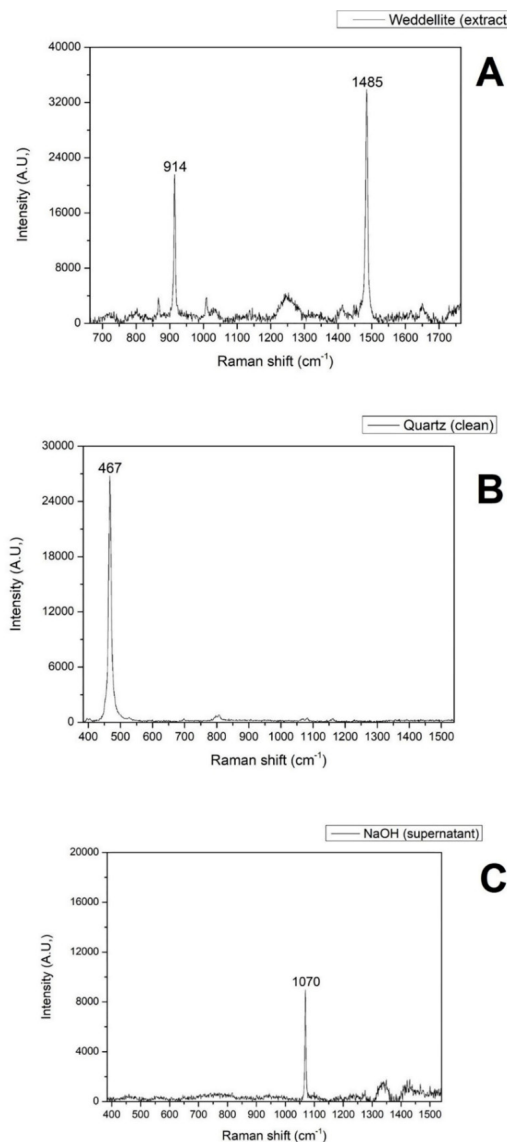 Weddellite (extract
A
40000
32000
24000
16000
8000
0
Intensity (A.U.)
914
1485
700 800 900 1000 1100 1200 1300 1400 1500 1600 1700
Raman shift (cm-1)
Quartz (clean)
B
30000
24000
18000
12000
6000
0
Intensity (A.U,)
467
400 500 600 700 800 900 1000 1100 1200 1300 1400 1500
Raman shift (cm-1)
NaOH (supernatant)
C
20000
16000
12000
8000
4000
0
Intensity (A.U.)
1070
400 500 600 700 800 900 1000 1100 1200 1300 1400 1500
Raman shift (cm-1)